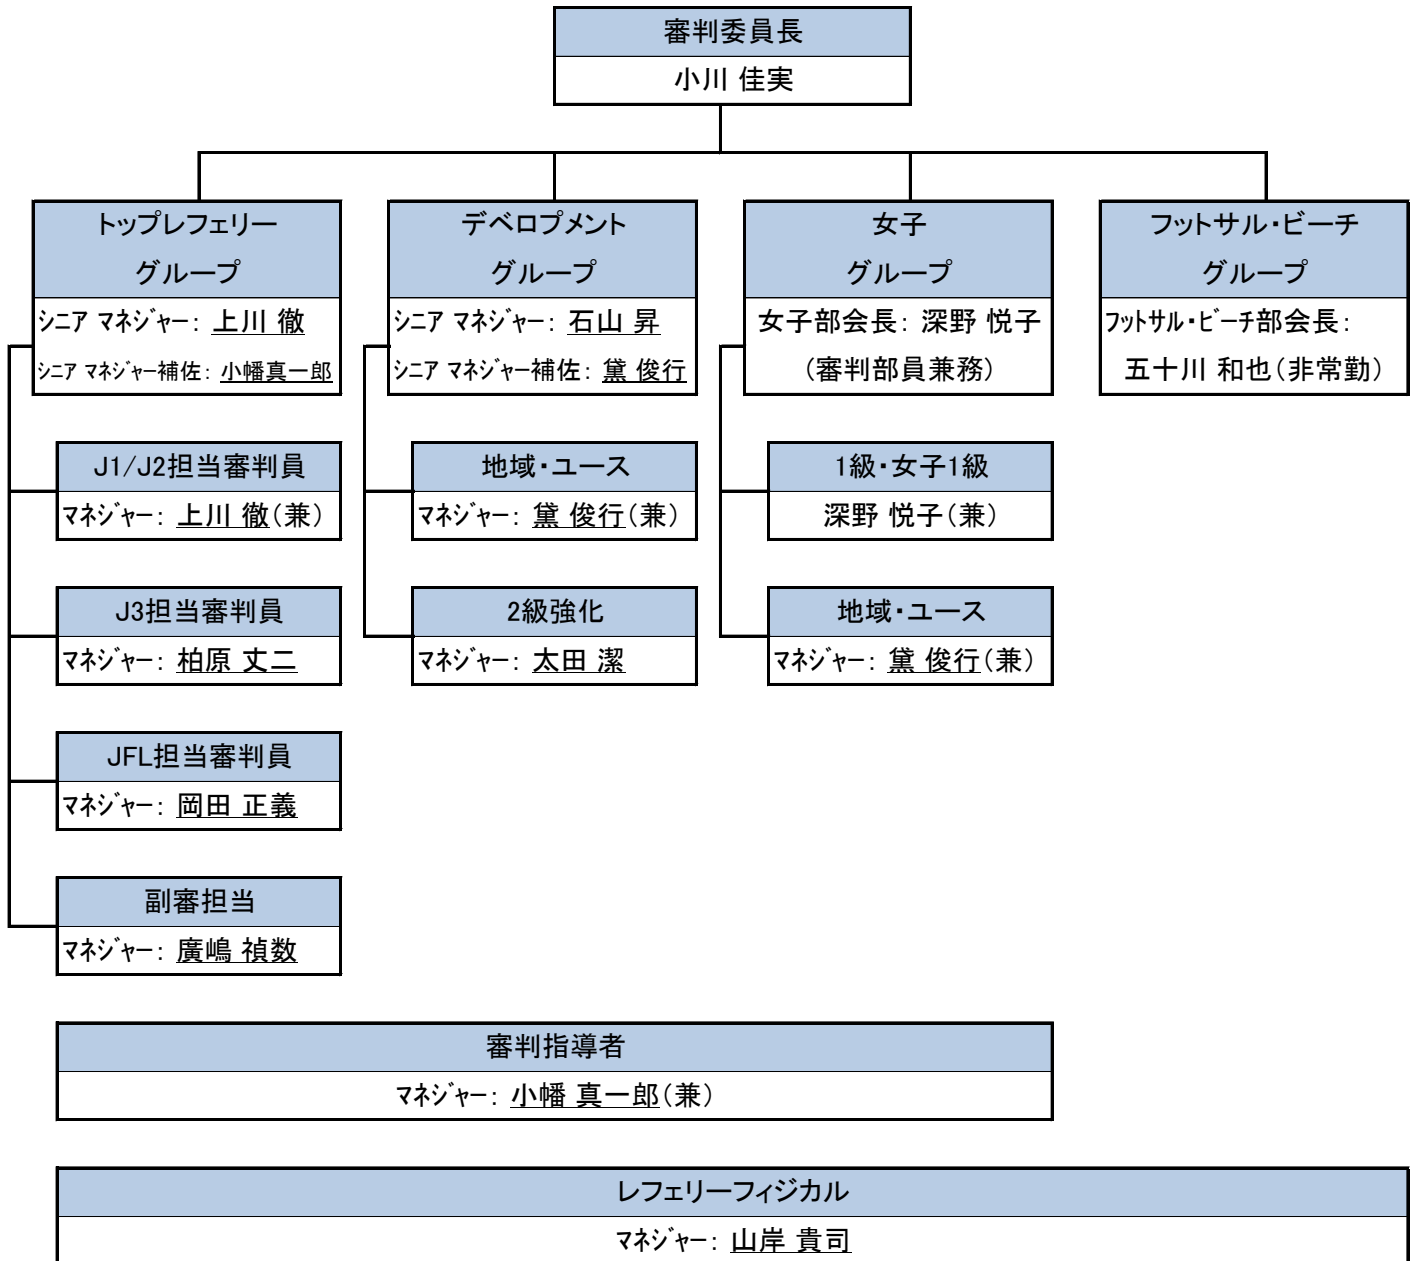 審判委員長
小川 佳実
トップレフェリー
グループ
シニア マネジャー: 上川 徹
シニア マネジャー補佐: 小幡真一郎
J1/J2担当審判員
マネジャー: 上川 徹(兼)
J3担当審判員
マネジャー: 柏原 丈二
JFL担当審判員
マネジャー: 岡田 正義
副審担当
マネジャー: 廣嶋 禎数
デベロプメント
グループ
シニア マネジャー: 石山 昇
シニア マネジャー補佐: 黛 俊行
地域・ユース
マネジャー: 黛 俊行(兼)
2級強化
マネジャー: 太田 潔
女子
グループ
女子部会長: 深野 悦子
(審判部員兼務)
1級・女子1級
深野 悦子(兼)
地域・ユース
マネジャー: 黛 俊行(兼)
フットサル・ビーチ
グループ
フットサル・ビーチ部会長:
五十川 和也(非常勤)
審判指導者
マネジャー: 小幡 真一郎(兼)
レフェリーフィジカル
マネジャー: 山岸 貴司